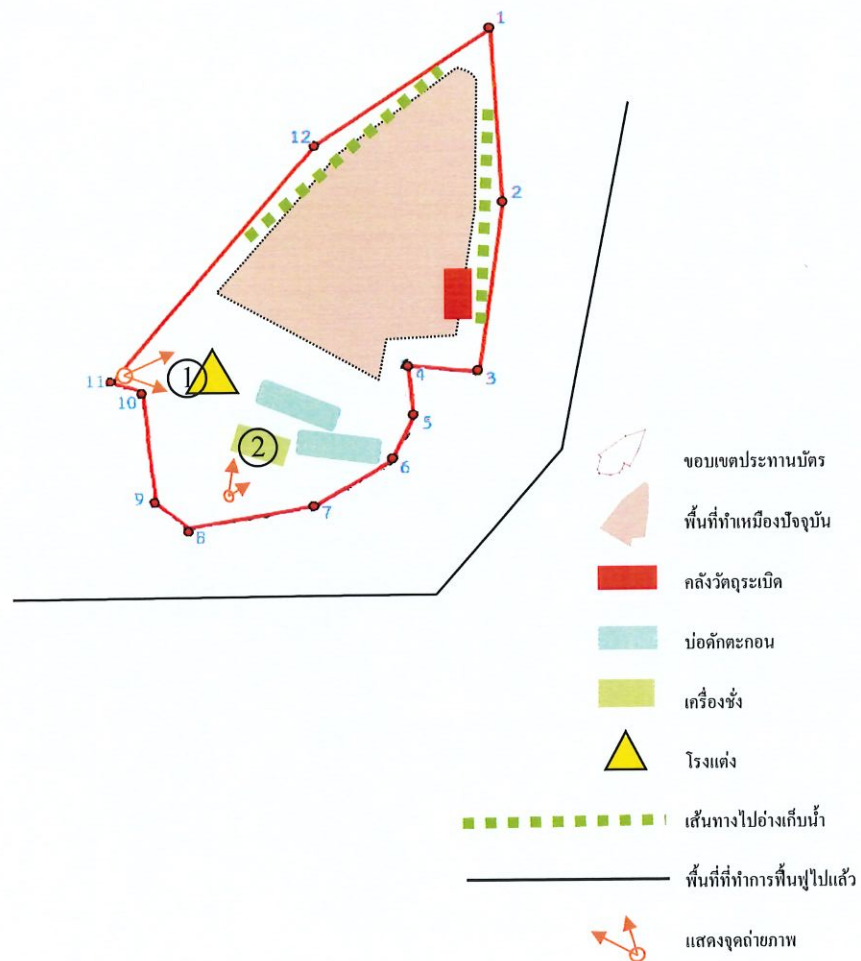 1
12
2
11
1
10
4
3
5
2
6
9
7
8
ขอบเขตประทานบัตร
พื้นที่ทำเหมืองปัจจุบัน
คลังวัตถุระเบิด
บ่อดักตะกอน
เครื่องชั่ง
โรงแต่ง
เส้นทางไปอ่างเก็บน้ำ
พื้นที่ที่ทำการฟื้นฟูไปแล้ว
แสดงจุดถ่ายภาพ